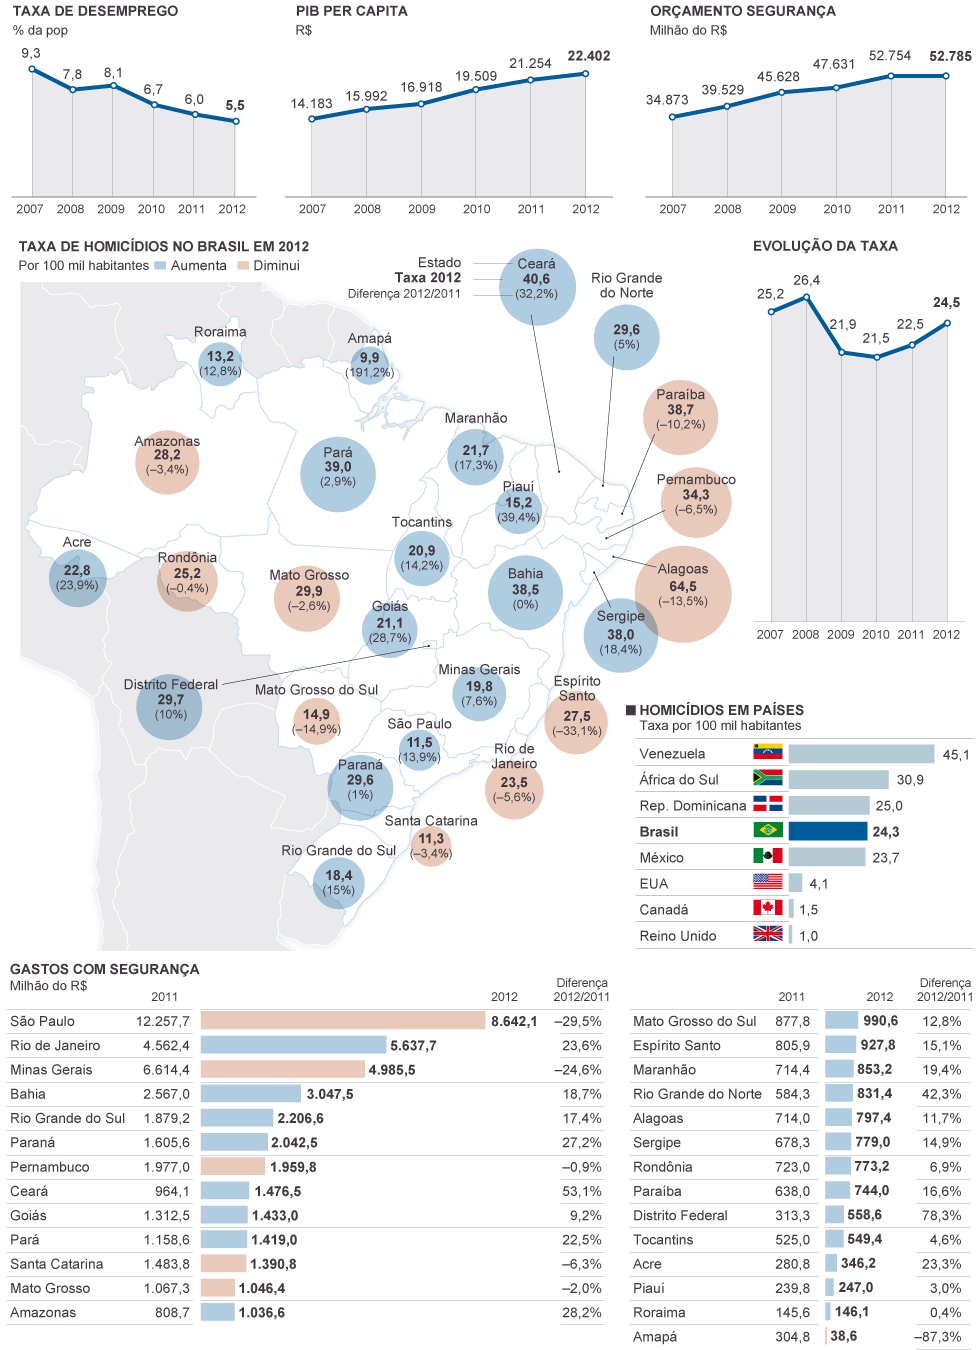 TAXA DE DESEMPREGO
% da pop
9,3
7,8
8,1
6,7
6,0
5,5
2007 2008 2009 2010 2011 2012
PIB PER CAPITA
R$
14.183
15.992
16.918
19.509
21.254
22.402
2007 2008 2009 2010 2011 2012
ORÇAMENTO SEGURANÇA
Milhão do R$
34.873
39.529
45.628
47.631
52.754
52.785
2007 2008 2009 2010 2011 2012
TAXA DE HOMICÍDIOS NO BRASIL EM 2012
Por 100 mil habitantes Aumenta Diminui
Estado
Taxa 2012
Diferença 2012/2011
Ceará
40,6
(32,2%)
Rio Grande
do Norte
29,6
(5%)
Roraima
13,2
(12,8%)
Amapá
9,9
(191,2%)
Paraíba
38,7
(–10,2%)
Maranhão
21,7
(17,3%)
Amazonas
28,2
(–3,4%)
Pará
39,0
(2,9%)
Piauí
15,2
(39,4%)
Pernambuco
34,3
(–6,5%)
Tocantins
20,9
(14,2%)
Acre
22,8
(23,9%)
Rondônia
25,2
(–0,4%)
Mato Grosso
29,9
(–2,6%)
Bahia
38,5
(0%)
Alagoas
64,5
(–13,5%)
Goiás
21,1
(28,7%)
Sergipe
38,0
(18,4%)
Distrito Federal
29,7
(10%)
Mato Grosso do Sul
14,9
(–14,9%)
Minas Gerais
19,8
(7,6%)
Espírito
Santo
27,5
(–33,1%)
São Paulo
11,5
(13,9%)
Rio de
Janeiro
23,5
(–5,6%)
Paraná
29,6
(1%)
Santa Catarina
11,3
(–3,4%)
Rio Grande do Sul
18,4
(15%)
EVOLUÇÃO DA TAXA
25,2
26,4
21,9
21,5
22,5
24,5
2007 2008 2009 2010 2011 2012
HOMICÍDIOS EM PAÍSES
Taxa por 100 mil habitantes
Venezuela 45,1
África do Sul 30,9
Rep. Dominicana 25,0
Brasil 24,3
México 23,7
EUA 4,1
Canadá 1,5
Reino Unido 1,0
GASTOS COM SEGURANÇA
Milhão do R$
2011 2012 Diferença
2012/2011
São Paulo 12.257,7 8.642,1 –29,5%
Rio de Janeiro 4.562,4 5.637,7 23,6%
Minas Gerais 6.614,4 4.985,5 –24,6%
Bahia 2.567,0 3.047,5 18,7%
Rio Grande do Sul 1.879,2 2.206,6 17,4%
Paraná 1.605,6 2.042,5 27,2%
Pernambuco 1.977,0 1.959,8 –0,9%
Ceará 964,1 1.476,5 53,1%
Goiás 1.312,5 1.433,0 9,2%
Pará 1.158,6 1.419,0 22,5%
Santa Catarina 1.483,8 1.390,8 –6,3%
Mato Grosso 1.067,3 1.046,4 –2,0%
Amazonas 808,7 1.036,6 28,2%
2011 2012 Diferença
2012/2011
Mato Grosso do Sul 877,8 990,6 12,8%
Espírito Santo 805,9 927,8 15,1%
Maranhão 714,4 853,2 19,4%
Rio Grande do Norte 584,3 831,4 42,3%
Alagoas 714,0 797,4 11,7%
Sergipe 678,3 779,0 14,9%
Rondônia 723,0 773,2 6,9%
Paraíba 638,0 744,0 16,6%
Distrito Federal 313,3 558,6 78,3%
Tocantins 525,0 549,4 4,6%
Acre 280,8 346,2 23,3%
Piauí 239,8 247,0 3,0%
Roraima 145,6 146,1 0,4%
Amapá 304,8 38,6 –87,3%